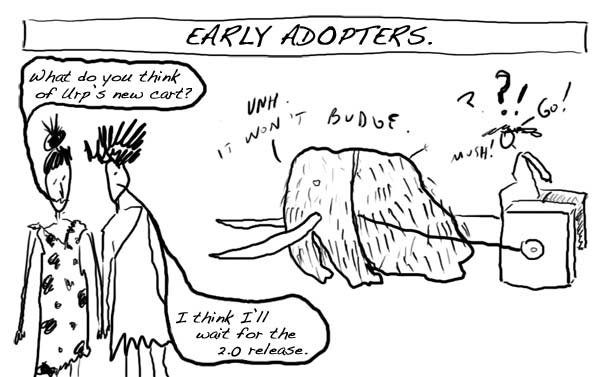 EARLY ADOPTERS.
What do you think
of Urp's new cart?
UNH.
IT WON'T BUDGE.
?. ?!
GO!
MUSH!
I think I'll
wait for the
2.0 release.